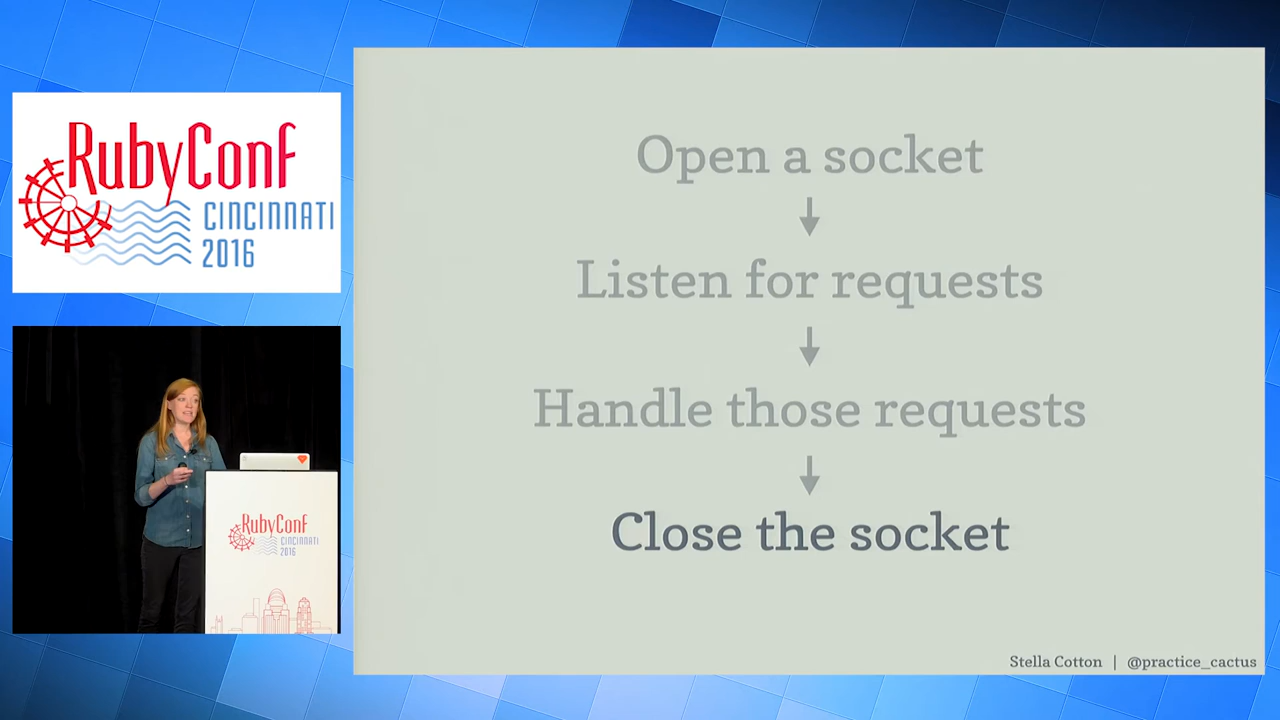 RubyConf
CINCINNATI
2016
Open a socket
Listen for requests
Handle those requests
Close the socket
RubyConf
CINCINNATI
2016
Stella Cotton | @practice_cactus